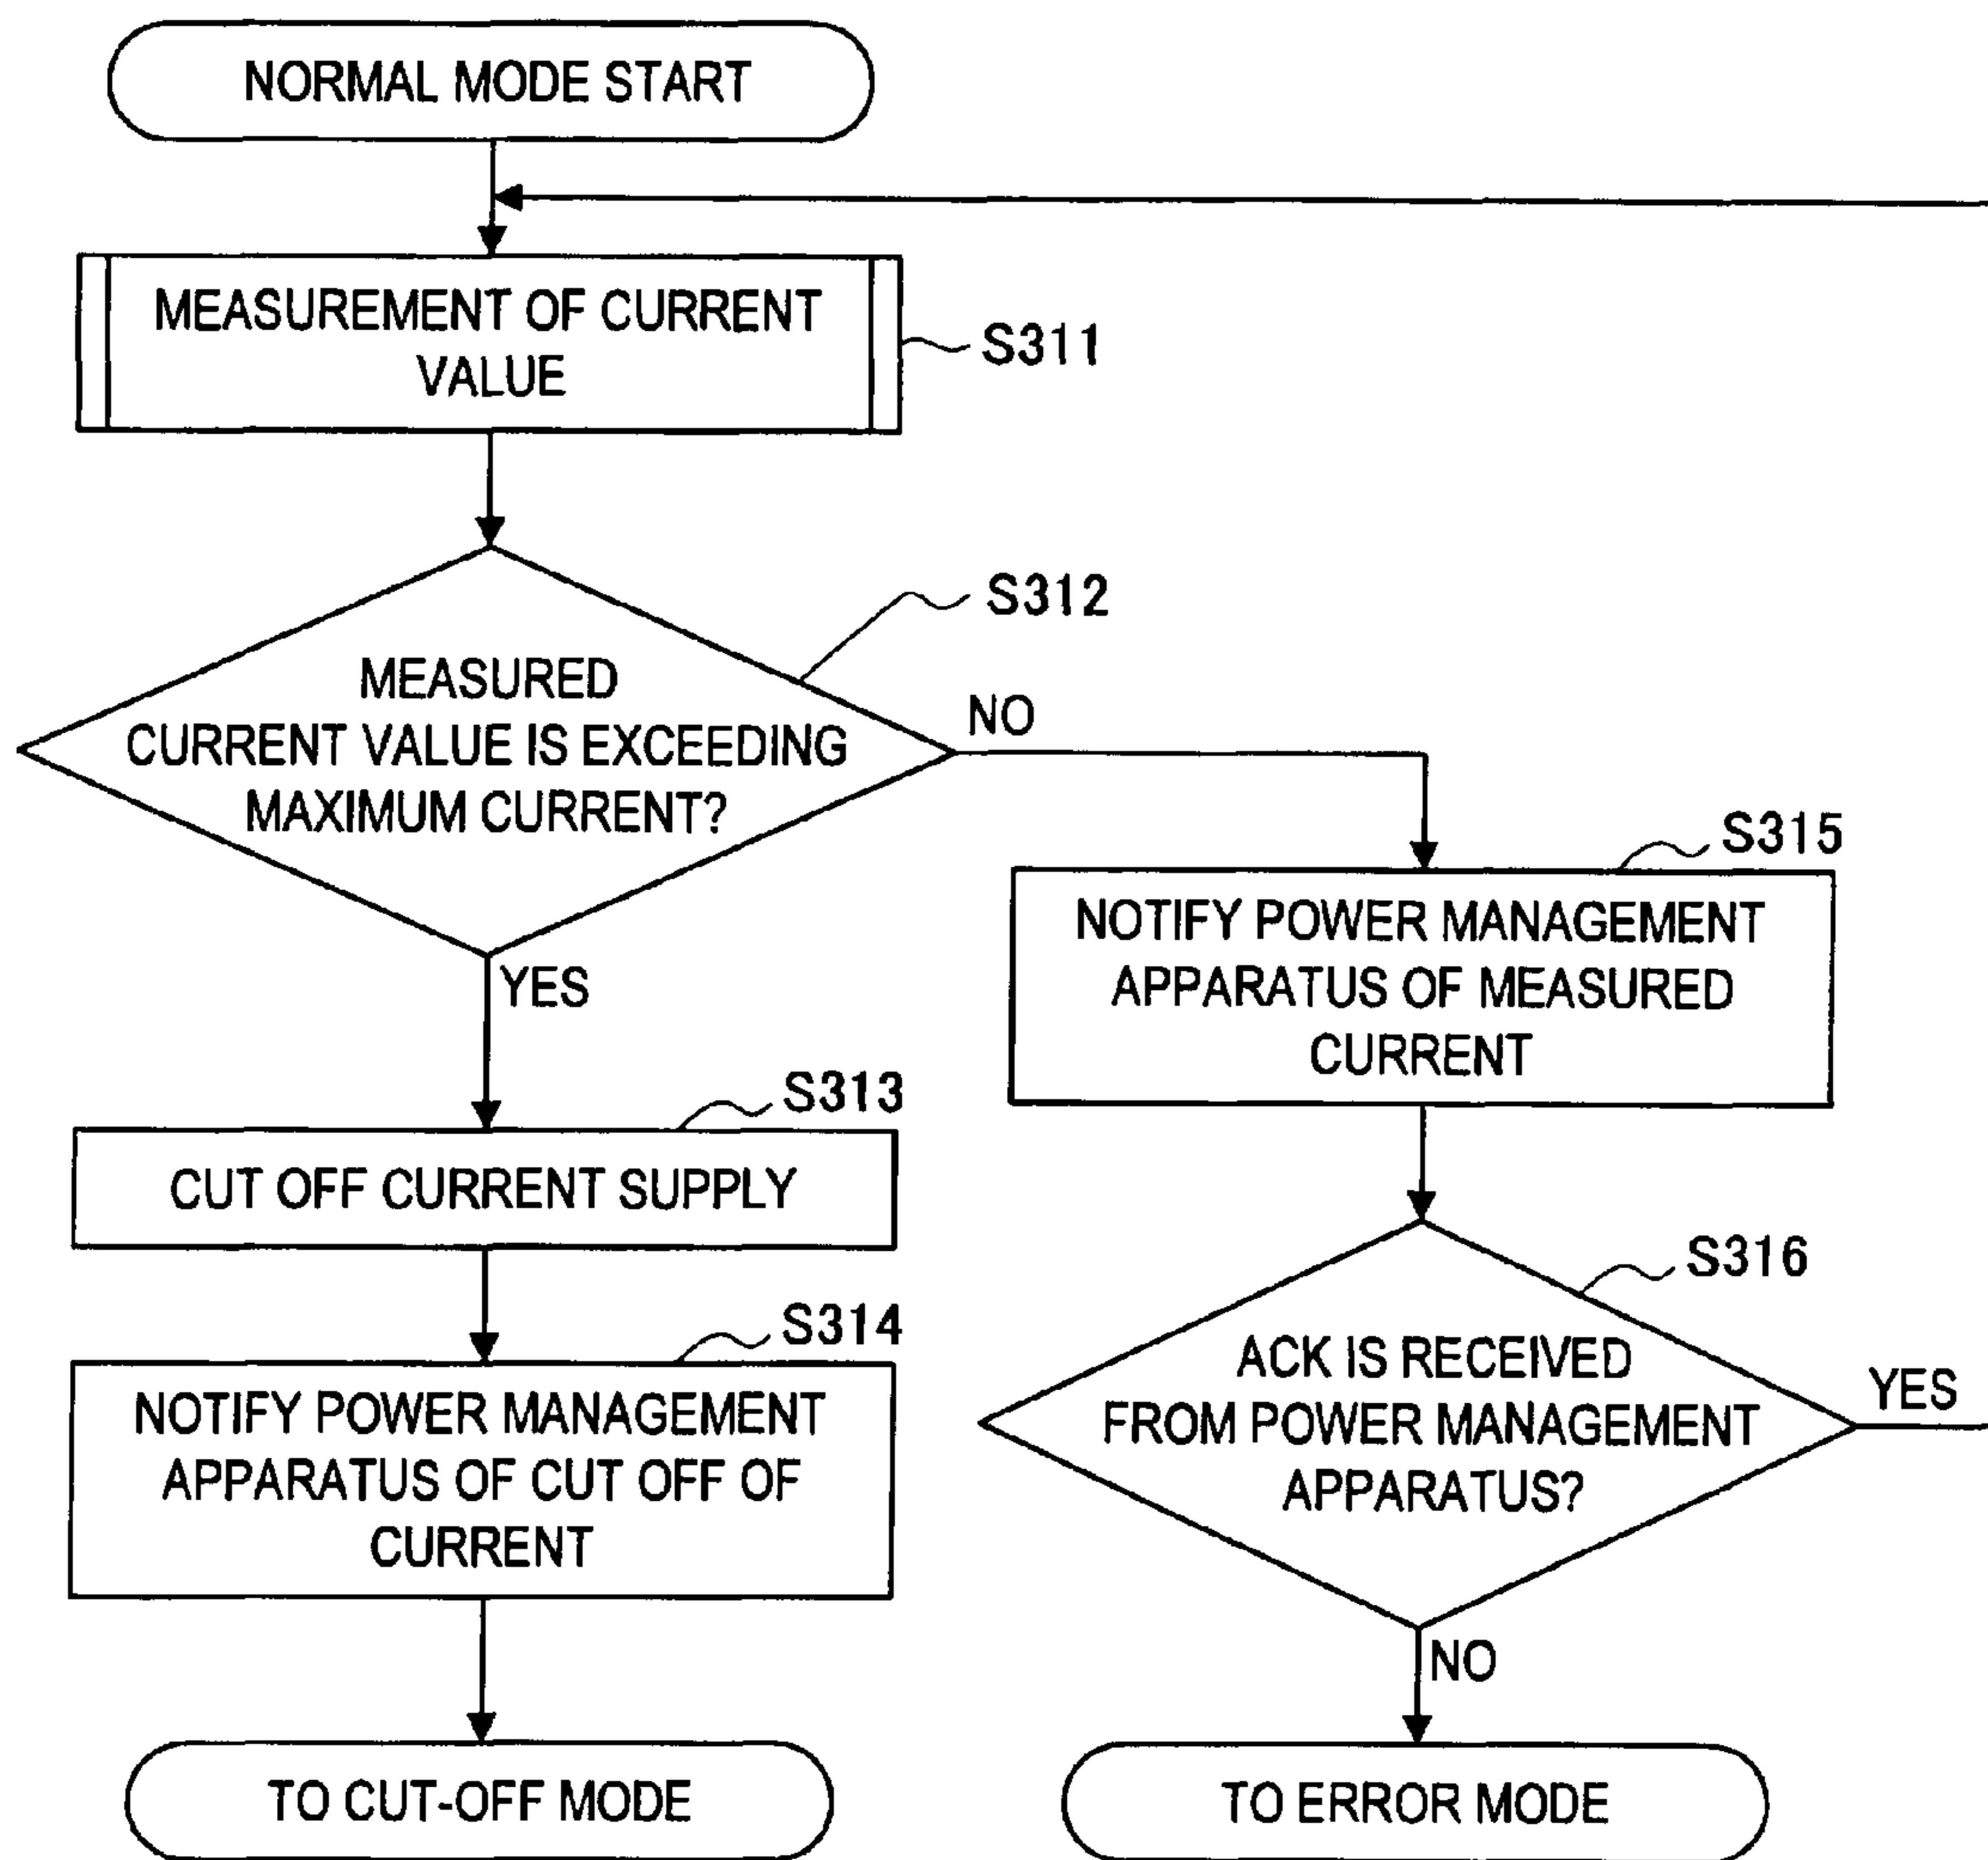 NORMAL MODE START
MEASUREMENT OF CURRENT
VALUE
S311
S312
MEASURED
CURRENT VALUE IS EXCEEDING
MAXIMUM CURRENT?
NO
YES
S313
CUT OFF CURRENT SUPPLY
S314
NOTIFY POWER MANAGEMENT
APPARATUS OF CUT OFF OF
CURRENT
TO CUT-OFF MODE
S315
NOTIFY POWER MANAGEMENT
APPARATUS OF MEASURED
CURRENT
S316
ACK IS RECEIVED
FROM POWER MANAGEMENT
APPARATUS?
YES
NO
TO ERROR MODE